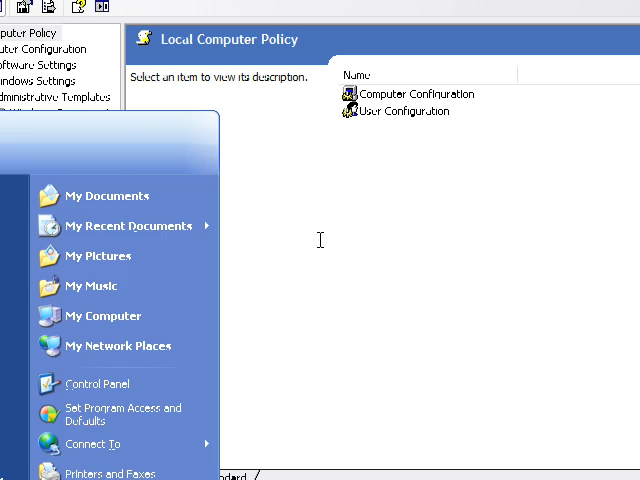 puter Policy
uter Configuration
oftware Settings
indows Settings
dministrative Templates
Local Computer Policy
Select an item to view its description.
Name
Computer Configuration
User Configuration
My Documents
My Recent Documents
My Pictures
My Music
My Computer
My Network Places
Control Panel
Set Program Access and
Defaults
Connect To
Printers and Faxes
ndard